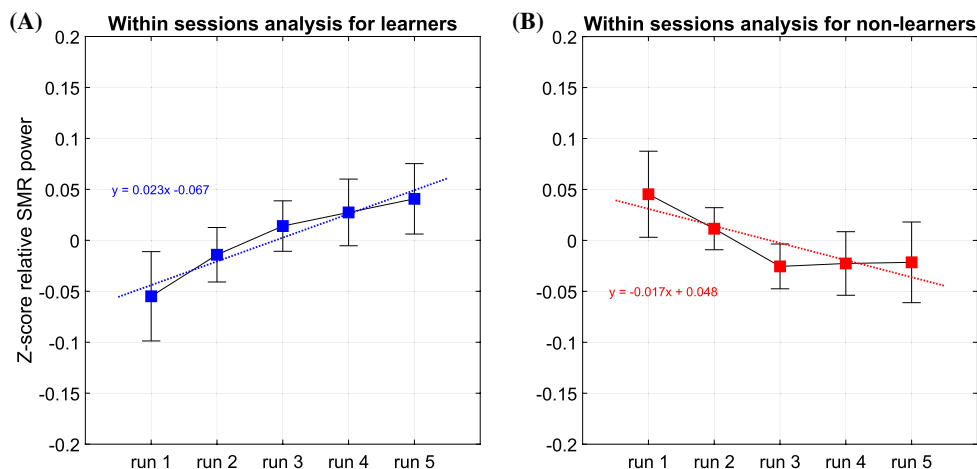 (A)
Within sessions analysis for learners
Z-score relative SMR power
0.2
0.15
0.1
0.05
0
-0.05
-0.1
-0.15
-0.2
y = 0.023x -0.067
run 1 run 2 run 3 run 4 run 5
(B)
Within sessions analysis for non-learners
0.2
0.15
0.1
0.05
0
-0.05
-0.1
-0.15
-0.2
y = -0.017x + 0.048
run 1 run 2 run 3 run 4 run 5